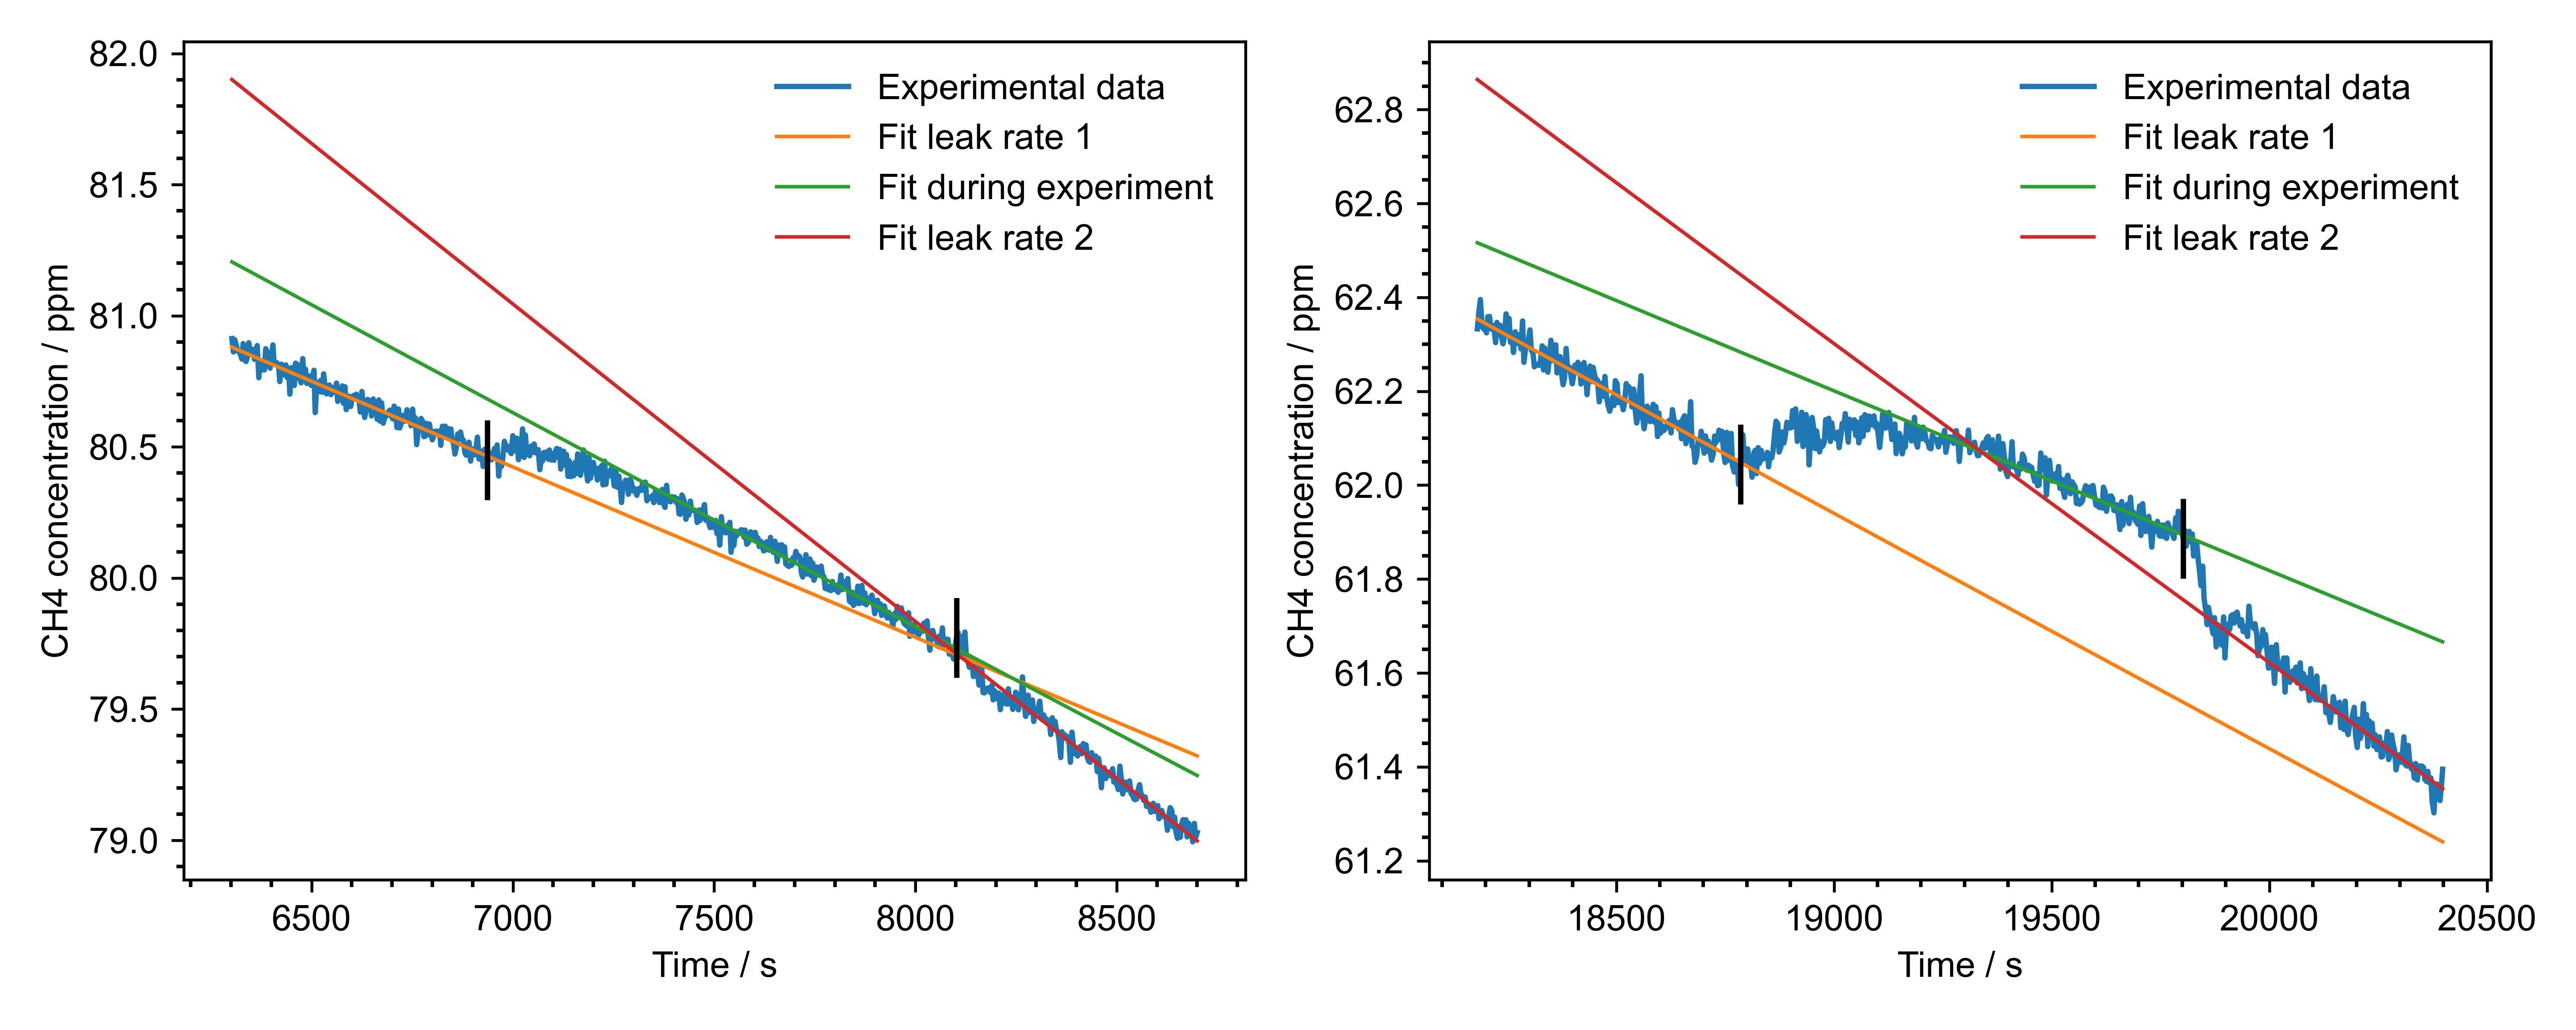 82.0
81.5
81.0
80.5
80.0
79.5
79.0
CH4 concentration / ppm
6500 7000 7500 8000 8500
Time / s
Experimental data
Fit leak rate 1
Fit during experiment
Fit leak rate 2
62.8
62.6
62.4
62.2
62.0
61.8
61.6
61.4
61.2
CH4 concentration / ppm
18500 19000 19500 20000 20500
Time / s
Experimental data
Fit leak rate 1
Fit during experiment
Fit leak rate 2